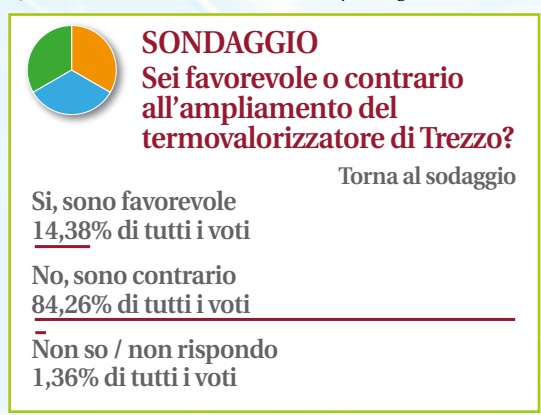 SONDAGGIO
Sei favorevole o contrario
all'ampliamento del
termovalorizzatore di Trezzo?
Torna al sodaggio
Si, sono favorevole
14,38% di tutti i voti
No, sono contrario
84,26% di tutti i voti
Non so / non rispondo
1,36% di tutti i voti